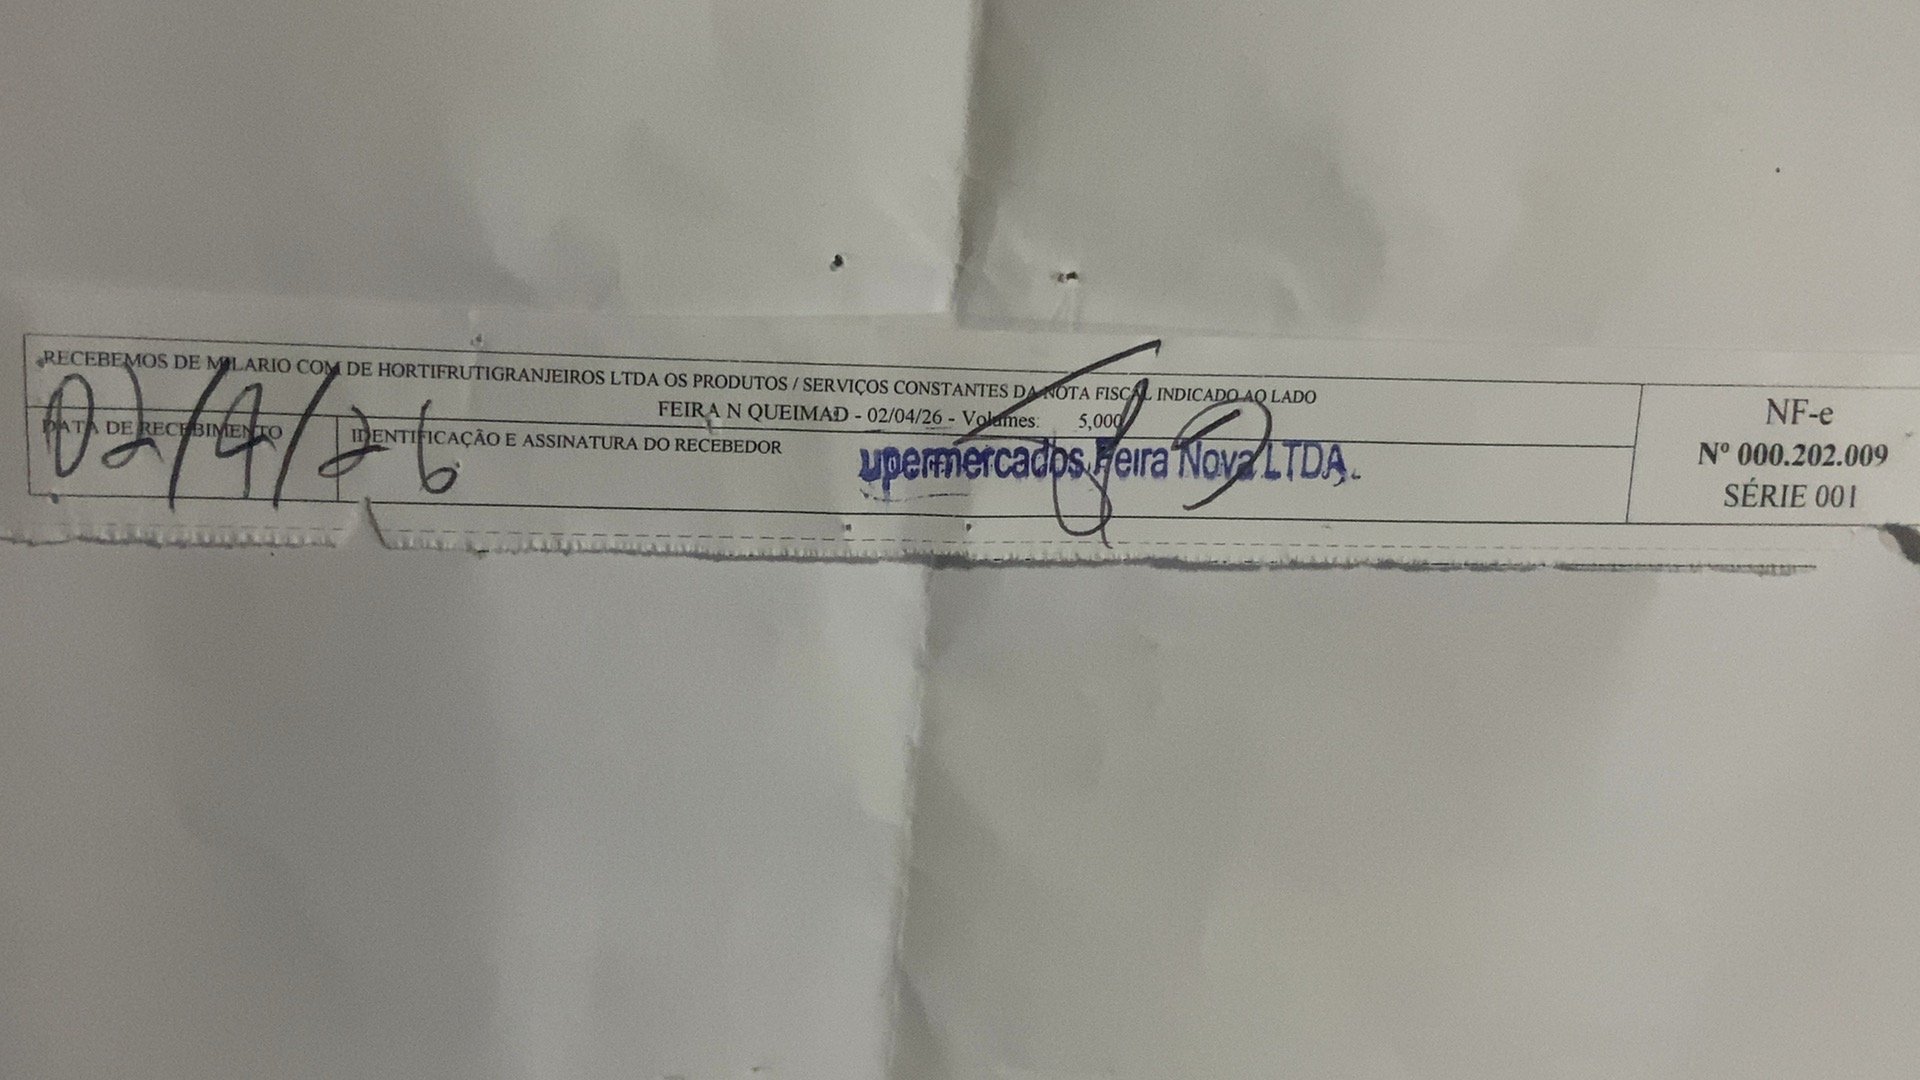 RECEBEMOS DE MILARIO COM DE HORTIFRUTIGRANJEIROS LTDA OS PRODUTOS / SERVIÇOS CONSTANTES DA NOTA FISCAL INDICADO AO LADO
FEIRA N QUEIMAD - 02/04/26 - Volumes: 5,000
DATA DE RECEBIMENTO
02/4/26
IDENTIFICAÇÃO E ASSINATURA DO RECEBEDOR
upermercados Feira Nova LTDA.
NF-e
Nº 000.202.009
SÉRIE 001